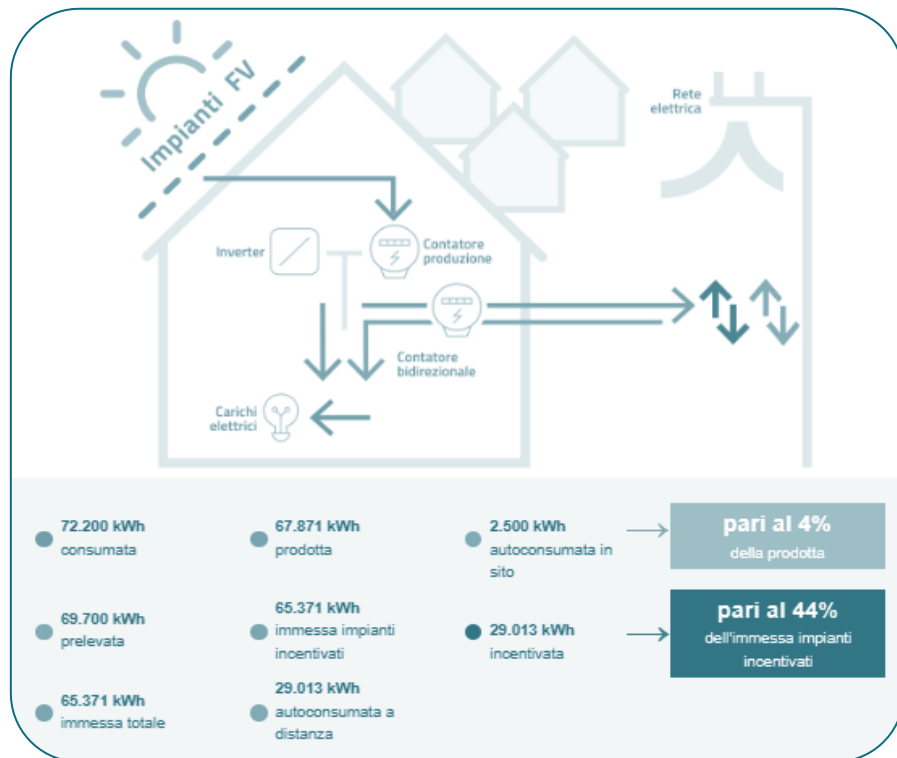 Impianti FV
Rete
elettrica
Inverter
Contatore
produzione
Contatore
bidirezionale
Carichi
elettrici
72.200 kWh
consumata
67.871 kWh
prodotta
2.500 kWh
autoconsumata in
sito
pari al 4%
della prodotta
69.700 kWh
prelevata
65.371 kWh
immessa impianti
incentivati
29.013 kWh
incentivata
pari al 44%
dell'immessa impianti
incentivati
65.371 kWh
immessa totale
29.013 kWh
autoconsumata a
distanza